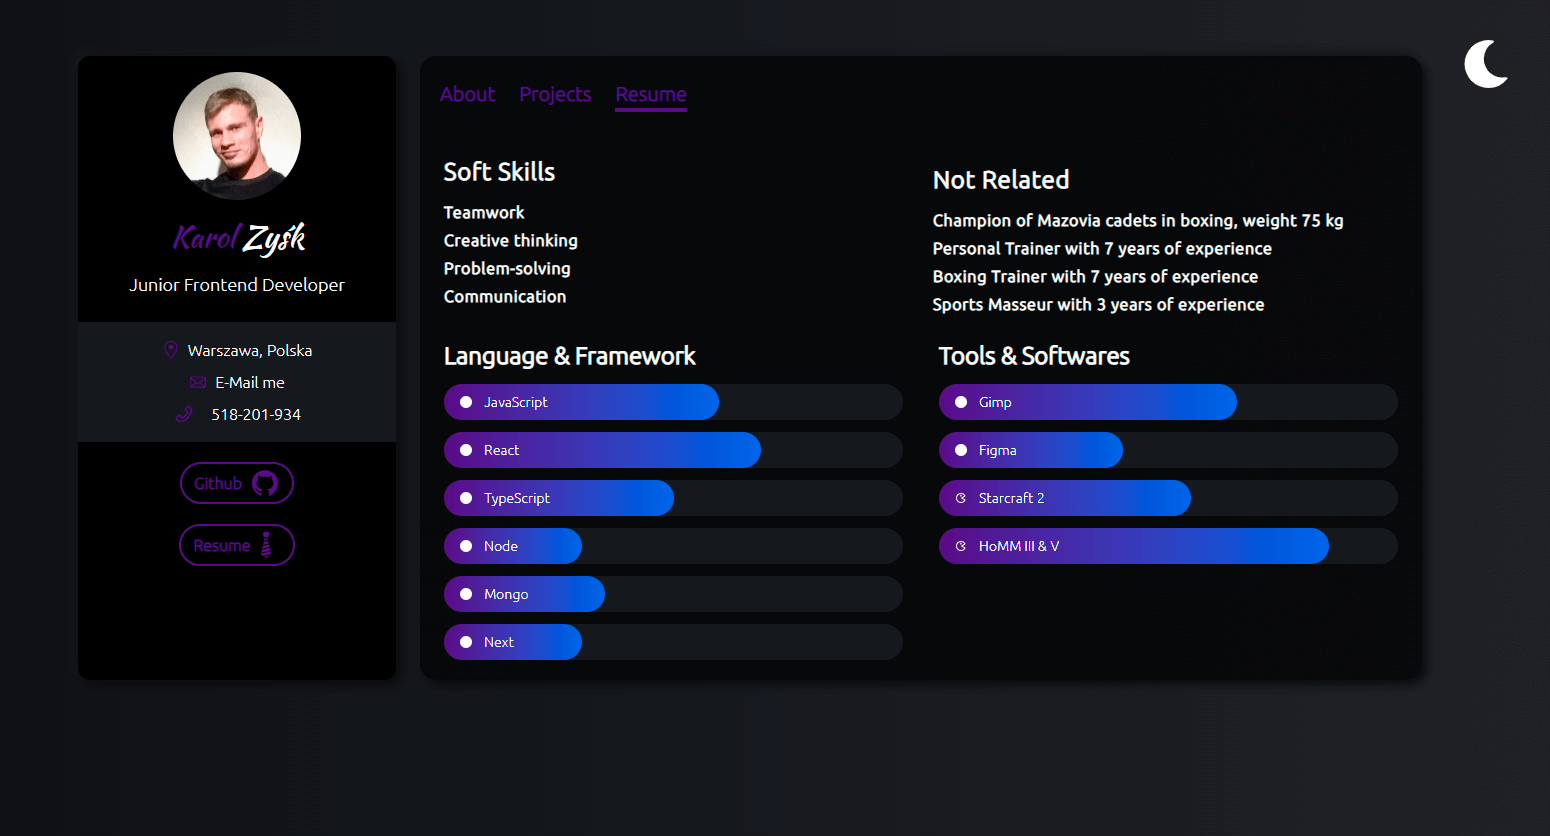 Karol Zyśk
Junior Frontend Developer
Warszawa, Polska
E-Mail me
518-201-934
Github
Resume
About Projects Resume
Soft Skills
Teamwork
Creative thinking
Problem-solving
Communication
Not Related
Champion of Mazovia cadets in boxing, weight 75 kg
Personal Trainer with 7 years of experience
Boxing Trainer with 7 years of experience
Sports Masseur with 3 years of experience
Language & Framework
JavaScript
React
TypeScript
Node
Mongo
Next
Tools & Softwares
Gimp
Figma
Starcraft 2
HoMM III & V